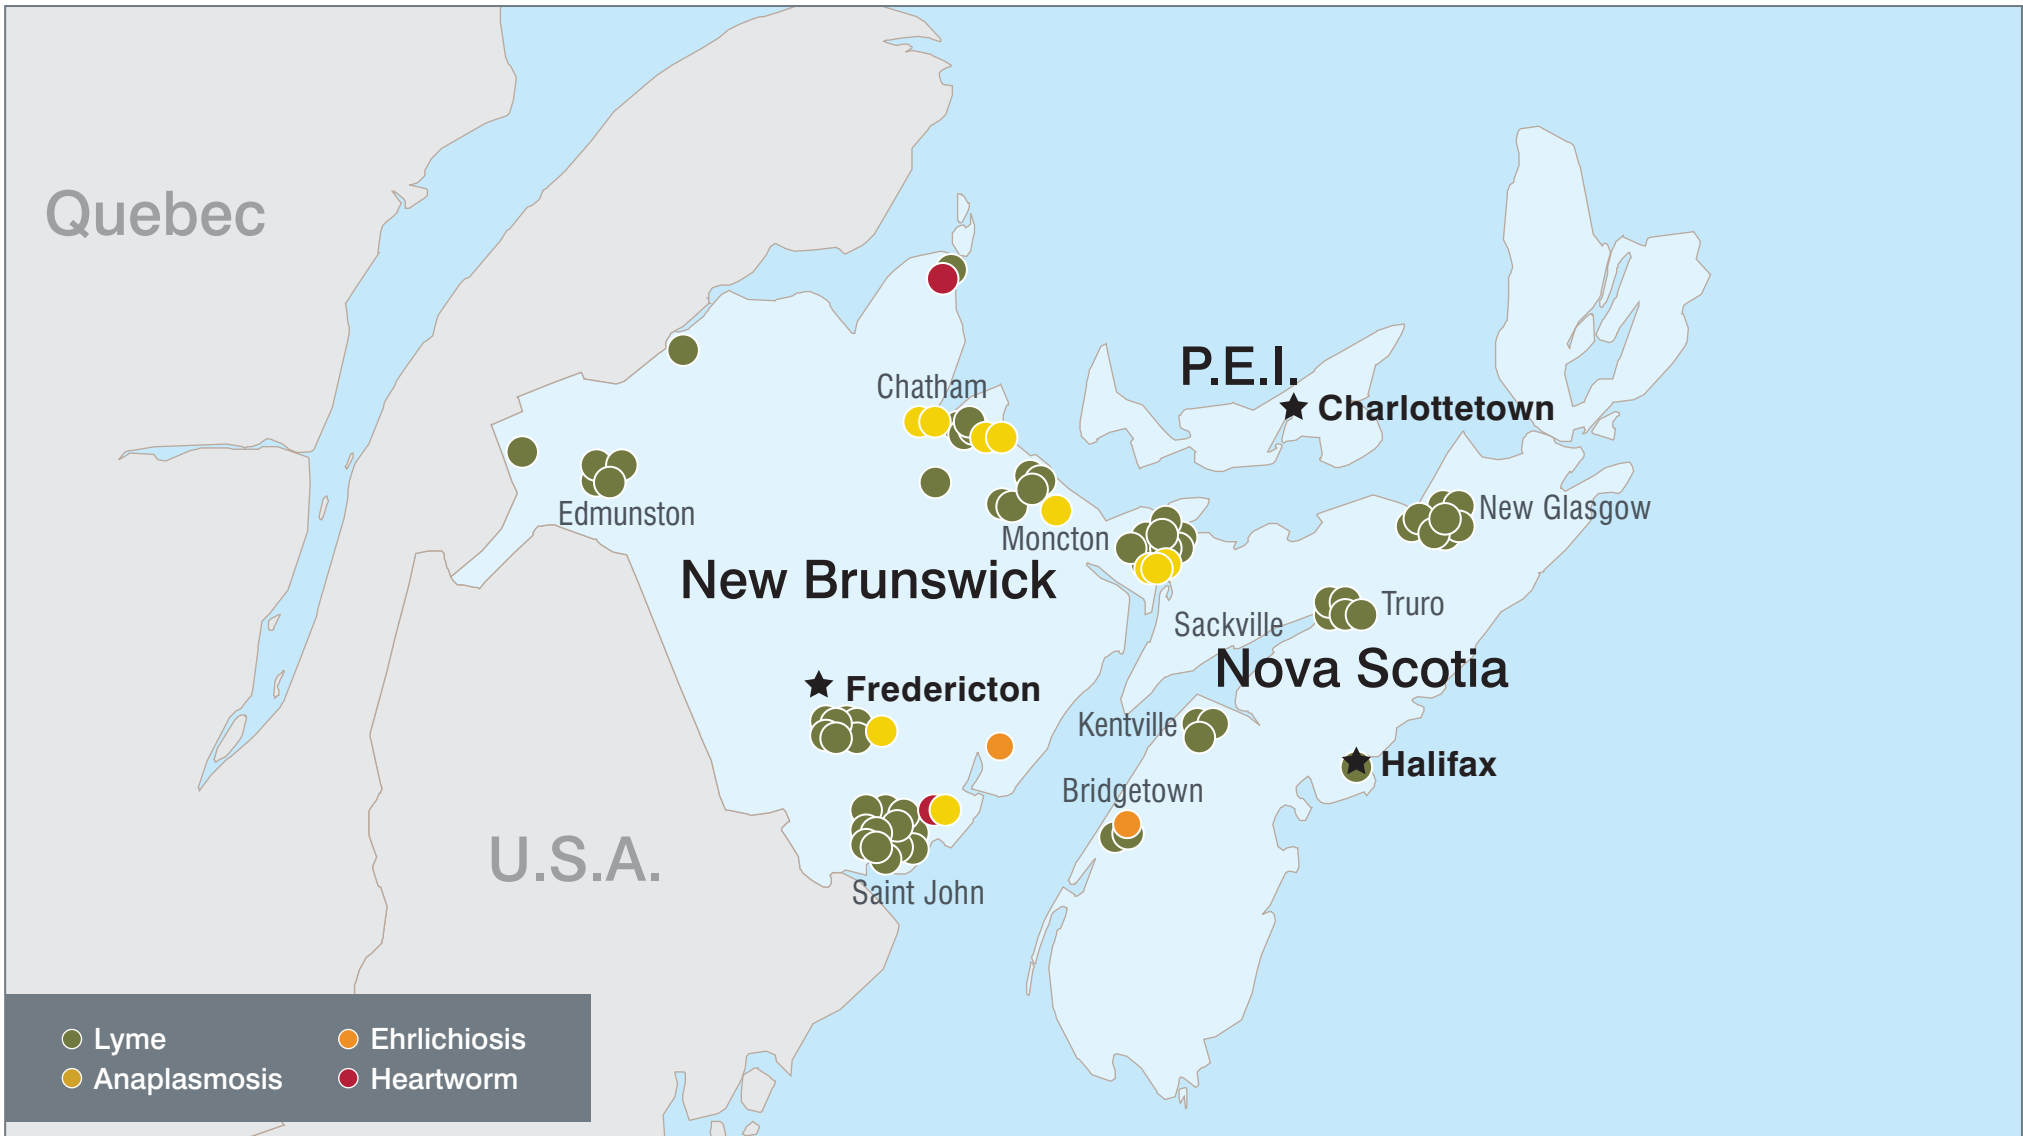 Quebec
P.E.I.
Chatham
Charlottetown
New Glasgow
Edmunston
Moncton
New Brunswick
Truro
Sackville
Nova Scotia
Fredericton
Kentville
Halifax
Bridgetown
U.S.A.
Saint John
Lyme
Ehrlichiosis
Anaplasmosis
Heartworm